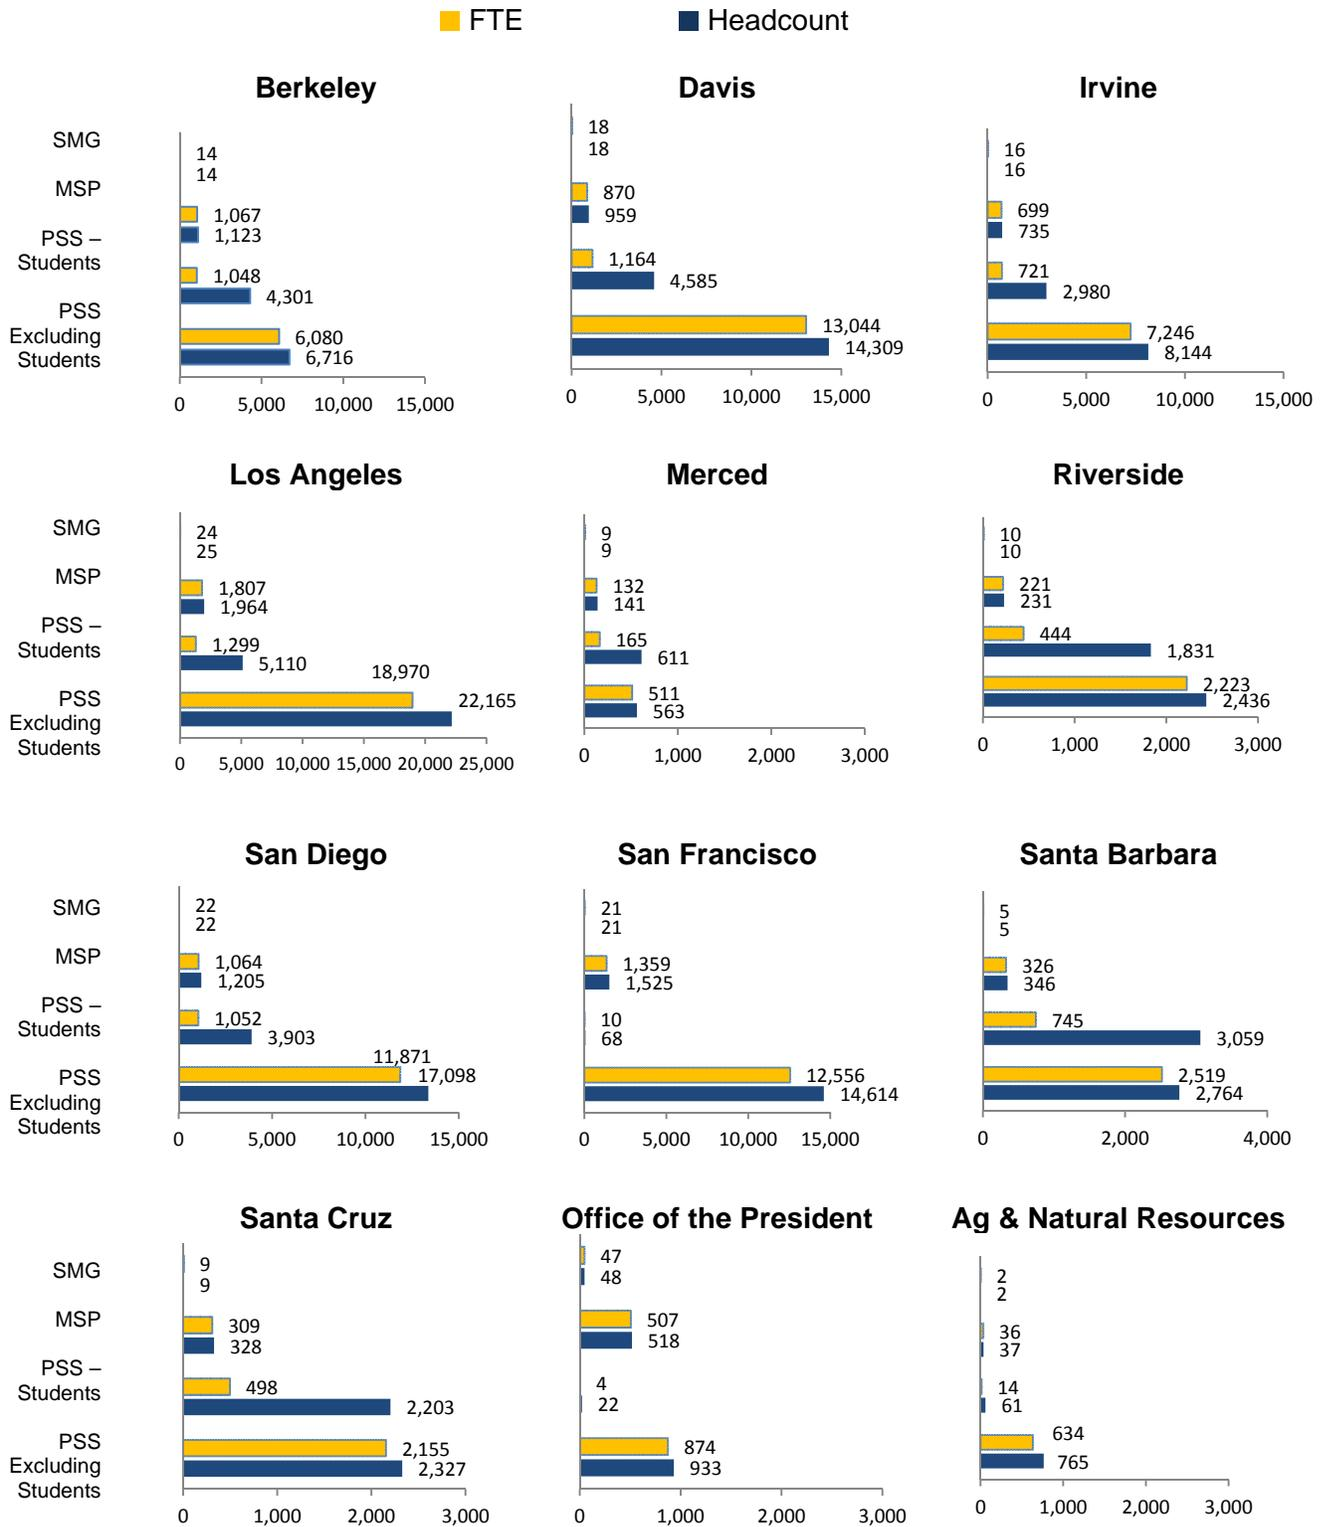 FTE Headcount
Berkeley Davis Irvine
SMG
MSP
PSS –
Students
PSS
Excluding
Students
14
14
1,067
1,123
1,048
4,301
6,080
6,716
0 5,000 10,000 15,000
18
18
870
959
1,164
4,585
13,044
14,309
0 5,000 10,000 15,000
16
16
699
735
721
2,980
7,246
8,144
0 5,000 10,000 15,000
Los Angeles Merced Riverside
SMG
MSP
PSS –
Students
PSS
Excluding
Students
24
25
1,807
1,964
1,299
5,110
18,970
22,165
0 5,000 10,000 15,000 20,000 25,000
9
9
132
141
165
611
511
563
0 1,000 2,000 3,000
10
10
221
231
444
1,831
2,223
2,436
0 1,000 2,000 3,000
San Diego San Francisco Santa Barbara
SMG
MSP
PSS –
Students
PSS
Excluding
Students
22
22
1,064
1,205
1,052
3,903
11,871
17,098
0 5,000 10,000 15,000
21
21
1,359
1,525
10
68
12,556
14,614
0 5,000 10,000 15,000
5
5
326
346
745
3,059
2,519
2,764
0 2,000 4,000
Santa Cruz Office of the President Ag & Natural Resources
SMG
MSP
PSS –
Students
PSS
Excluding
Students
9
9
309
328
498
2,203
2,155
2,327
0 1,000 2,000 3,000
47
48
507
518
4
22
874
933
0 1,000 2,000 3,000
2
2
36
37
14
61
634
765
0 1,000 2,000 3,000